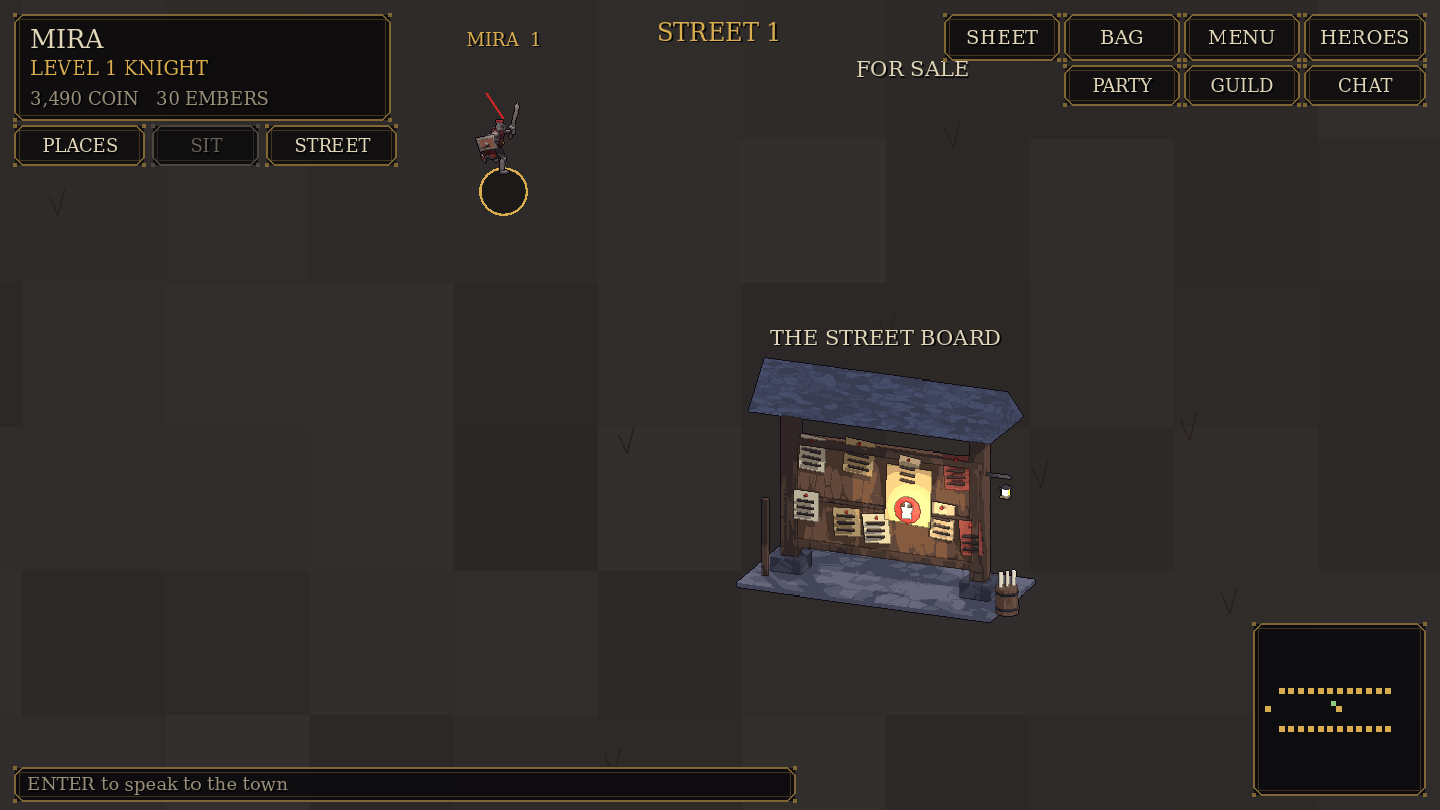 MIRA
LEVEL 1 KNIGHT
3,490 COIN 30 EMBERS
PLACES
SIT
STREET
MIRA 1
STREET 1
FOR SALE
SHEET
BAG
MENU
HEROES
PARTY
GUILD
CHAT
THE STREET BOARD
ENTER to speak to the town